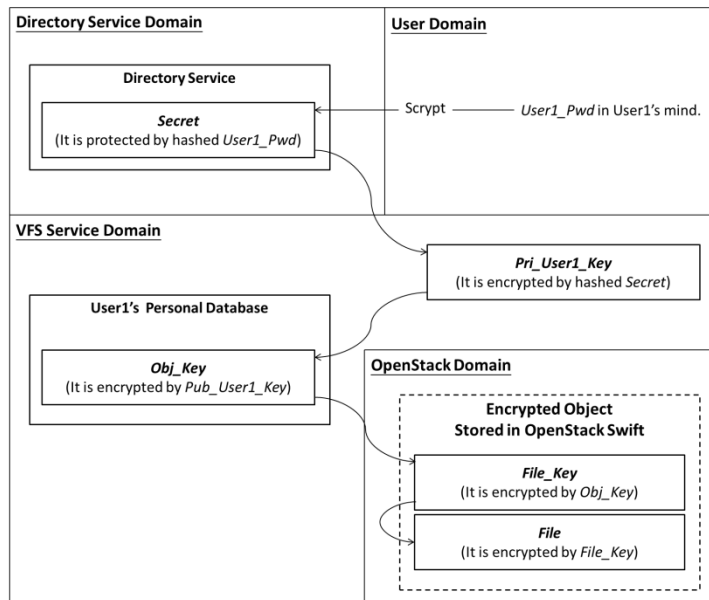 Directory Service Domain
User Domain
Directory Service
Secret
(It is protected by hashed User1_Pwd)
Scrypt
User1_Pwd in User1's mind.
VFS Service Domain
Pri_User1_Key
(It is encrypted by hashed Secret)
User1's Personal Database
Obj_Key
(It is encrypted by Pub_User1_Key)
OpenStack Domain
Encrypted Object
Stored in OpenStack Swift
File_Key
(It is encrypted by Obj_Key)
File
(It is encrypted by File_Key)